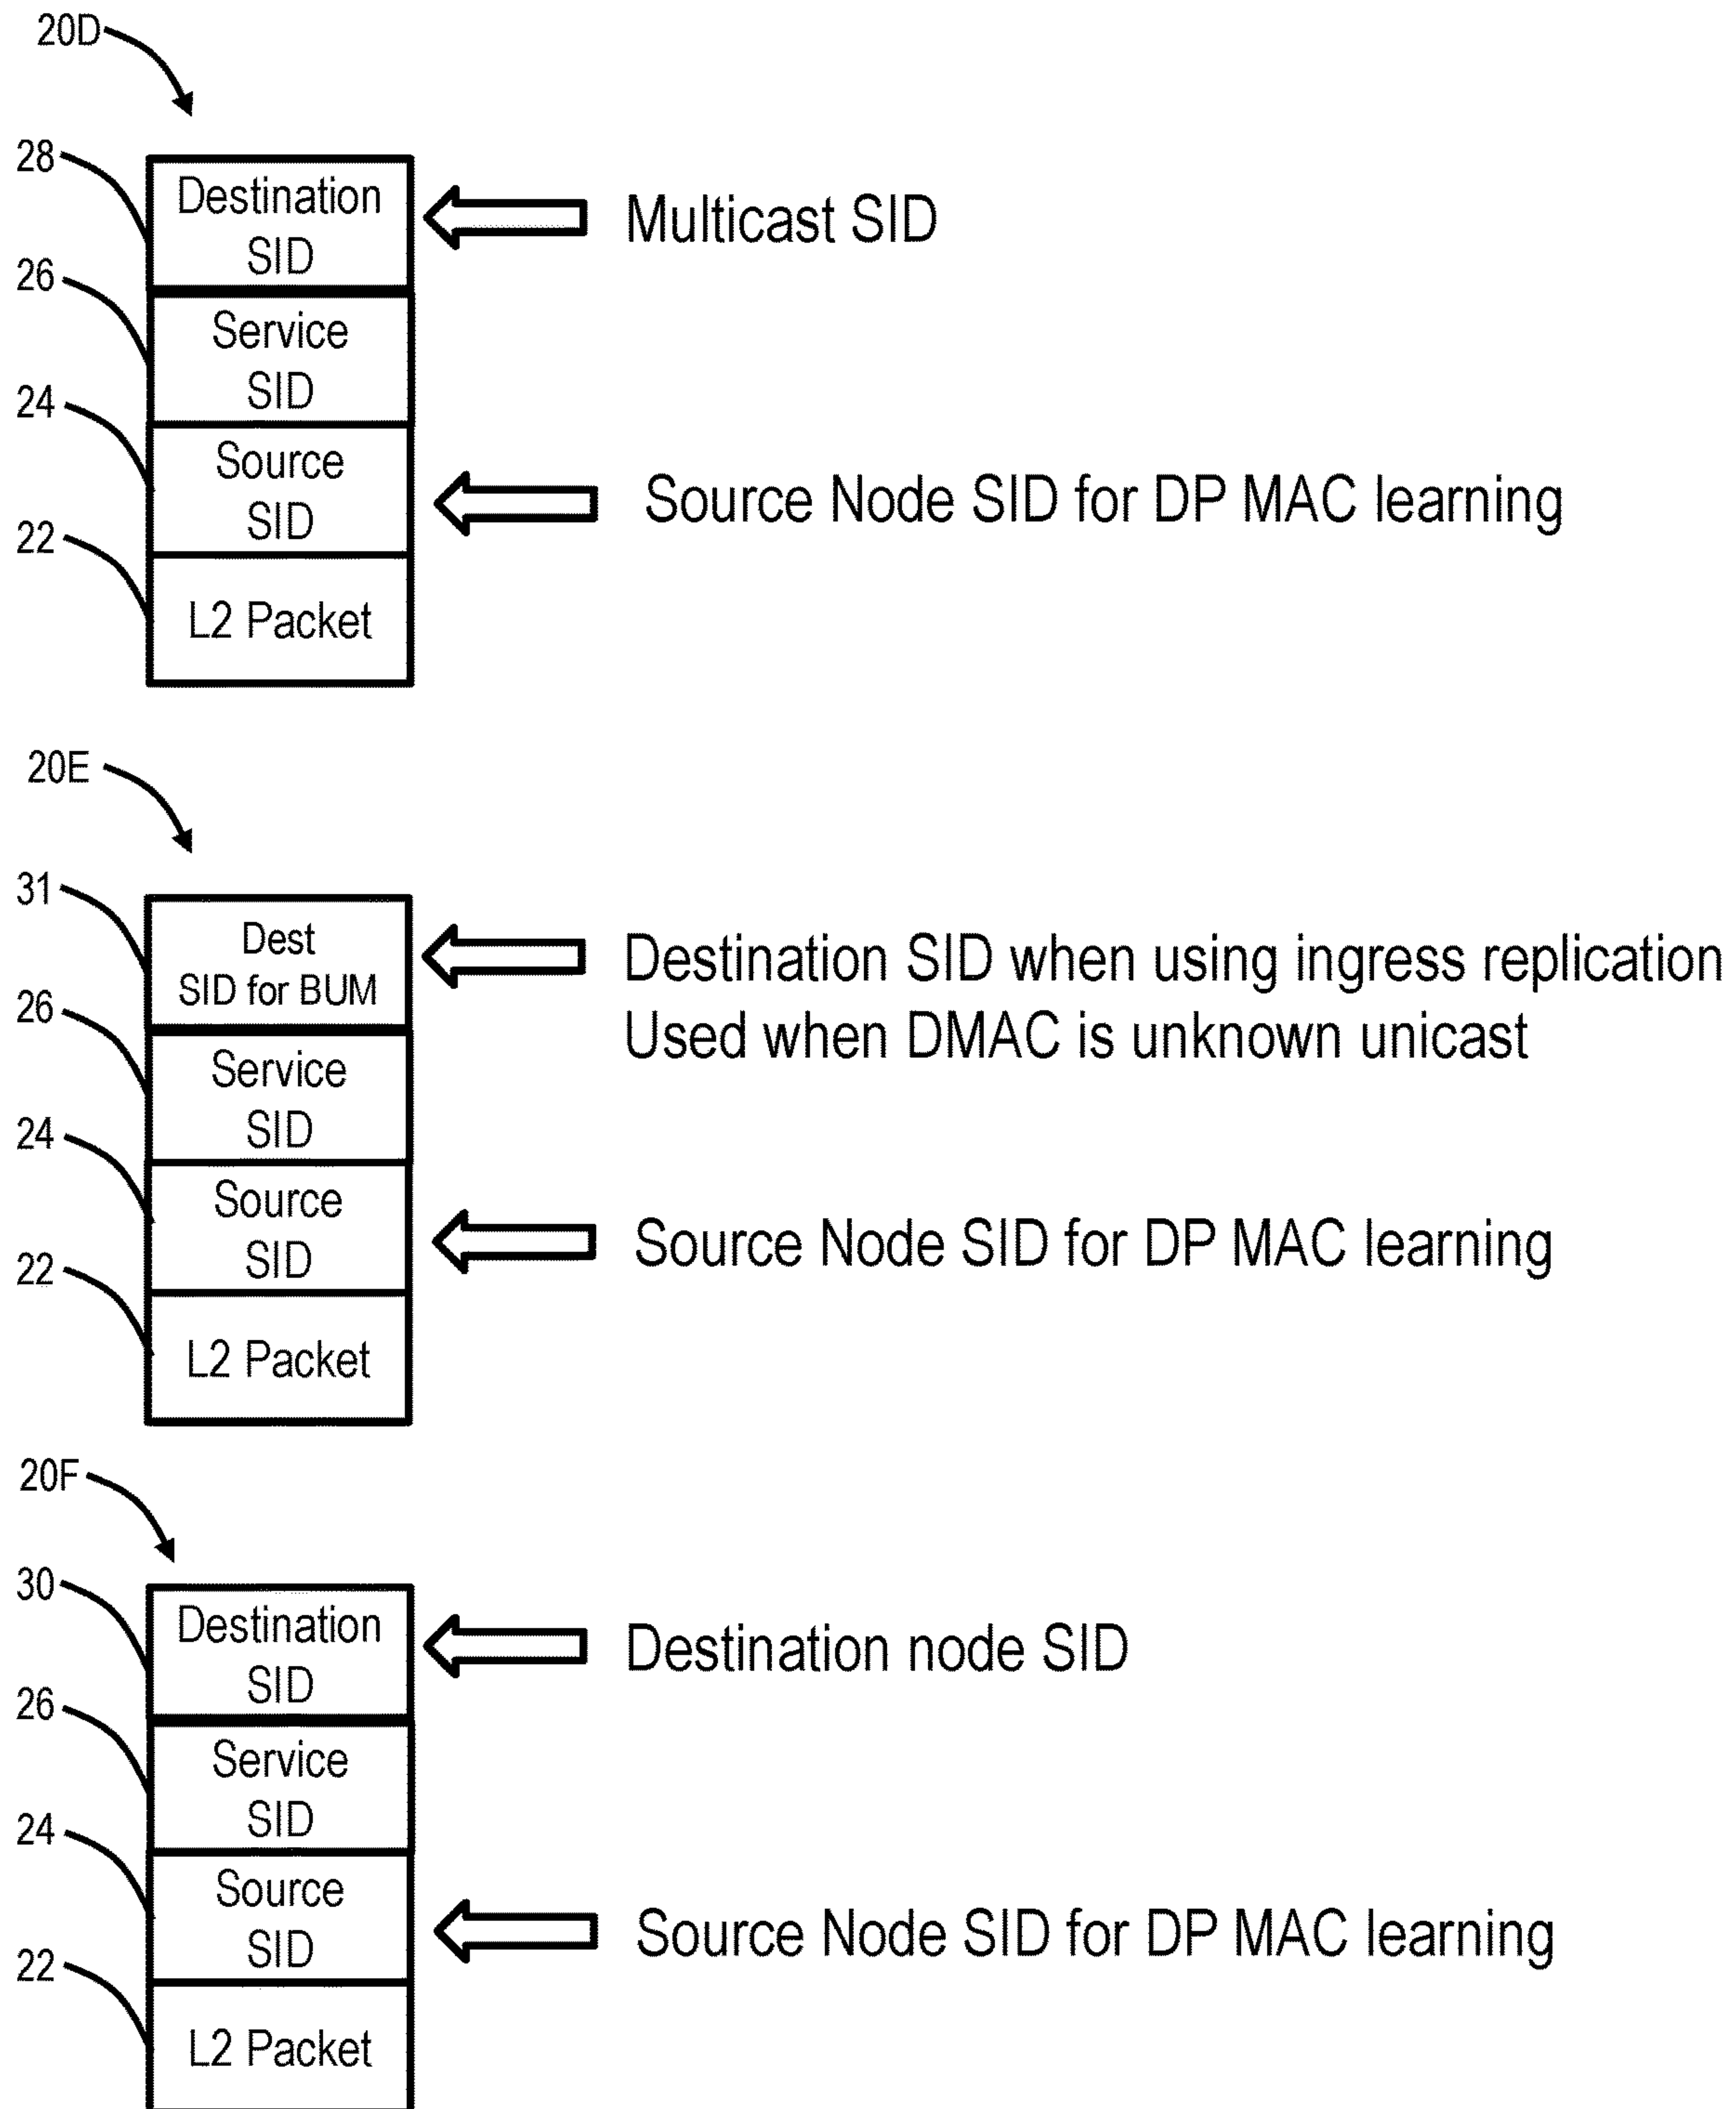 20D
28
Destination
SID
Multicast SID
26
Service
SID
24
Source
SID
Source Node SID for DP MAC learning
22
L2 Packet
20E
31
Dest
SID for BUM
Destination SID when using ingress replication
Used when DMAC is unknown unicast
26
Service
SID
24
Source
SID
Source Node SID for DP MAC learning
22
L2 Packet
20F
30
Destination
SID
Destination node SID
26
Service
SID
24
Source
SID
Source Node SID for DP MAC learning
22
L2 Packet